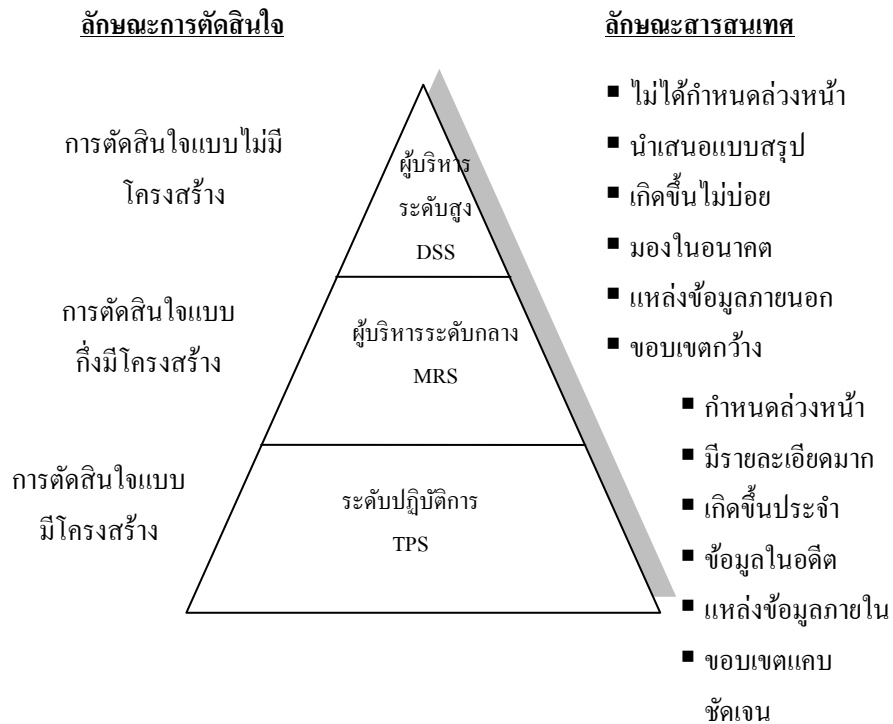 ลักษณะการตัดสินใจ
ลักษณะสารสนเทศ
การตัดสินใจแบบไม่มี
โครงสร้าง
การตัดสินใจแบบ
กึ่งมีโครงสร้าง
การตัดสินใจแบบ
มีโครงสร้าง
ผู้บริหาร
ระดับสูง
DSS
ผู้บริหารระดับกลาง
MRS
ระดับปฏิบัติการ
TPS
▪ ไม่ได้กำหนดล่วงหน้า
▪ นำเสนอแบบสรุป
▪ เกิดขึ้นไม่บ่อย
▪ มองในอนาคต
▪ แหล่งข้อมูลภายนอก
▪ ขอบเขตกว้าง
▪ กำหนดล่วงหน้า
▪ มีรายละเอียดมาก
▪ เกิดขึ้นประจำ
▪ ข้อมูลในอดีต
▪ แหล่งข้อมูลภายใน
▪ ขอบเขตแคบ
ชัดเจน